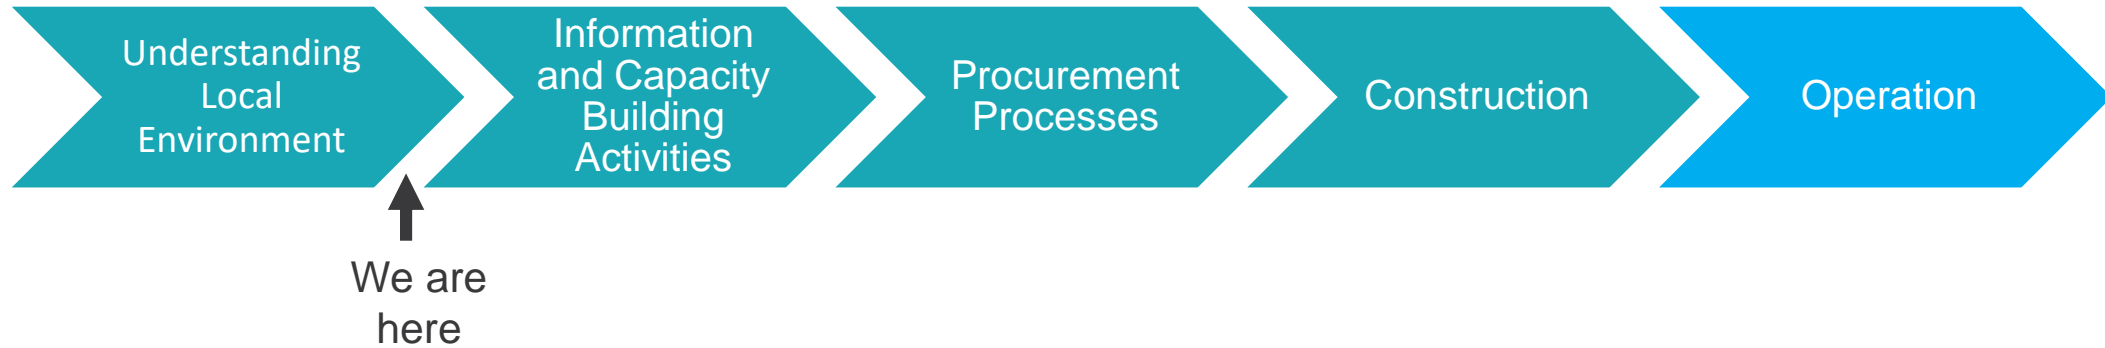 Understanding
Local
Environment
Information
and Capacity
Building
Activities
Procurement
Processes
Construction
Operation
We are
here